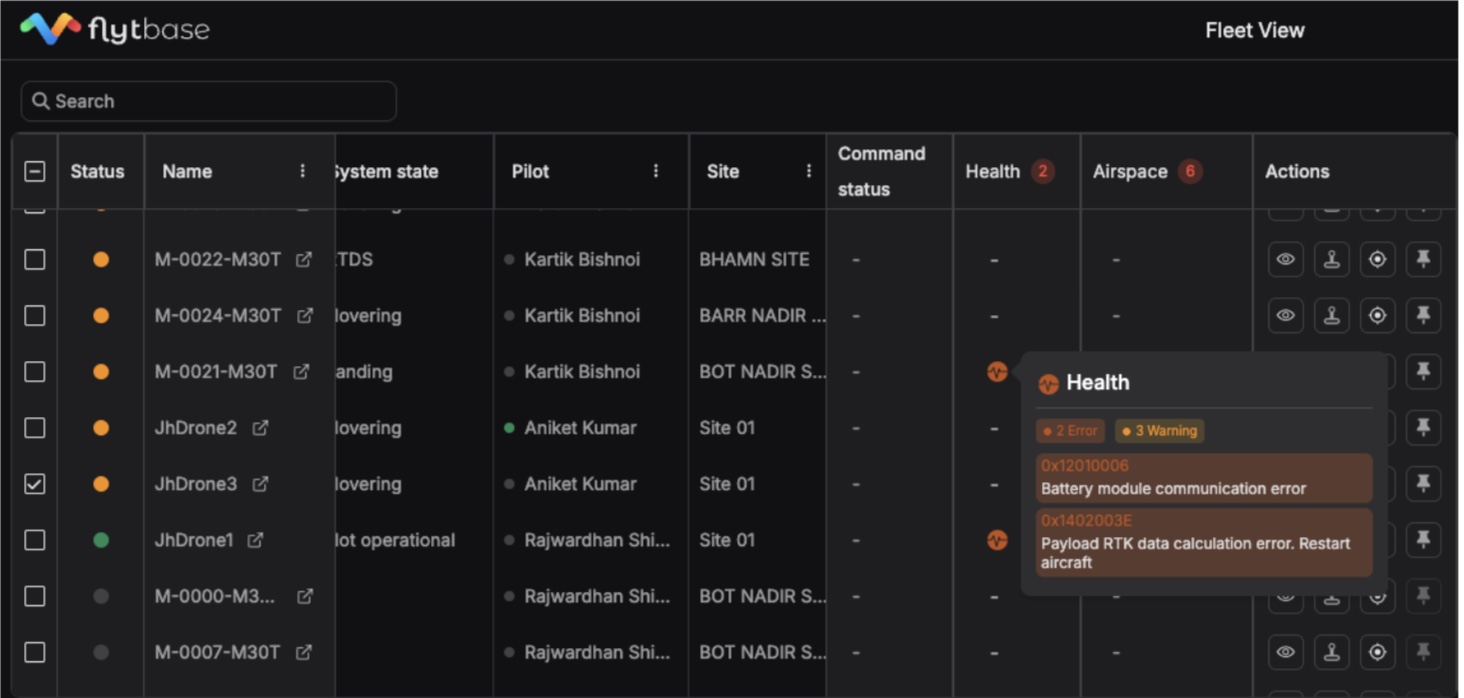 flytbase
Fleet View
Search
Status Name System state Pilot Site Command status Health 2 Airspace 6 Actions
M-0022-M30T TDS Kartik Bishnoi BHAMN SITE - - -
M-0024-M30T overing Kartik Bishnoi BARR NADIR ... - - -
M-0021-M30T anding Kartik Bishnoi BOT NADIR S... -
JhDrone2 overing Aniket Kumar Site 01 - -
JhDrone3 overing Aniket Kumar Site 01 - -
JhDrone1 ot operational Rajwardhan Shi... Site 01 -
M-0000-M3... Rajwardhan Shi... BOT NADIR S... - - -
M-0007-M30T Rajwardhan Shi... BOT NADIR S... - - -
Health
2 Error 3 Warning
0x12010006
Battery module communication error
0x1402003E
Payload RTK data calculation error. Restart
aircraft